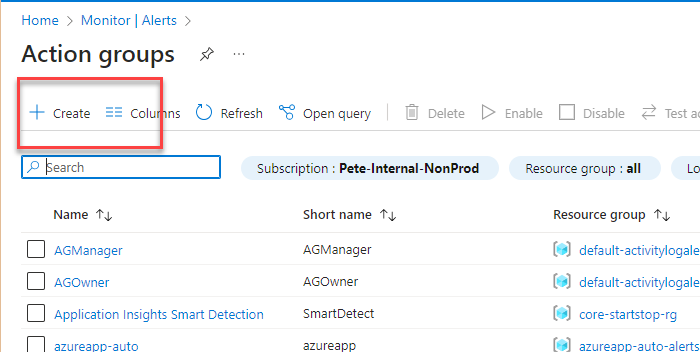 Home > Monitor | Alerts >
Action groups ...
+ Create Columns Refresh Open query Delete Enable Disable Test ac
Search Subscription : Pete-Internal-NonProd Resource group : all Lo
Name ↑↓ Short name ↑↓ Resource group ↑↓
AGManager AGManager default-activitylogale
AGOwner AGOwner default-activitylogale
Application Insights Smart Detection SmartDetect core-startstop-rg
azureapp-auto azureapp azureapp-auto-alerts